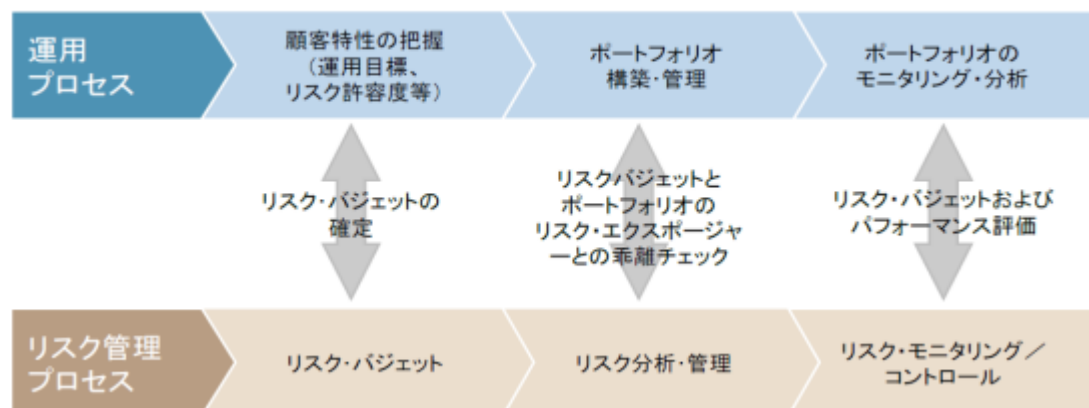 運用
プロセス
顧客特性の把握
(運用目標、
リスク許容度等)
ポートフォリオ
構築・管理
ポートフォリオの
モニタリング・分析
リスク・バジェットの
確定
リスクバジェットと
ポートフォリオの
リスク・エクスポージャ
ーとの乖離チェック
リスク・バジェットおよび
パフォーマンス評価
リスク管理
プロセス
リスク・バジェット
リスク分析・管理
リスク・モニタリング/
コントロール